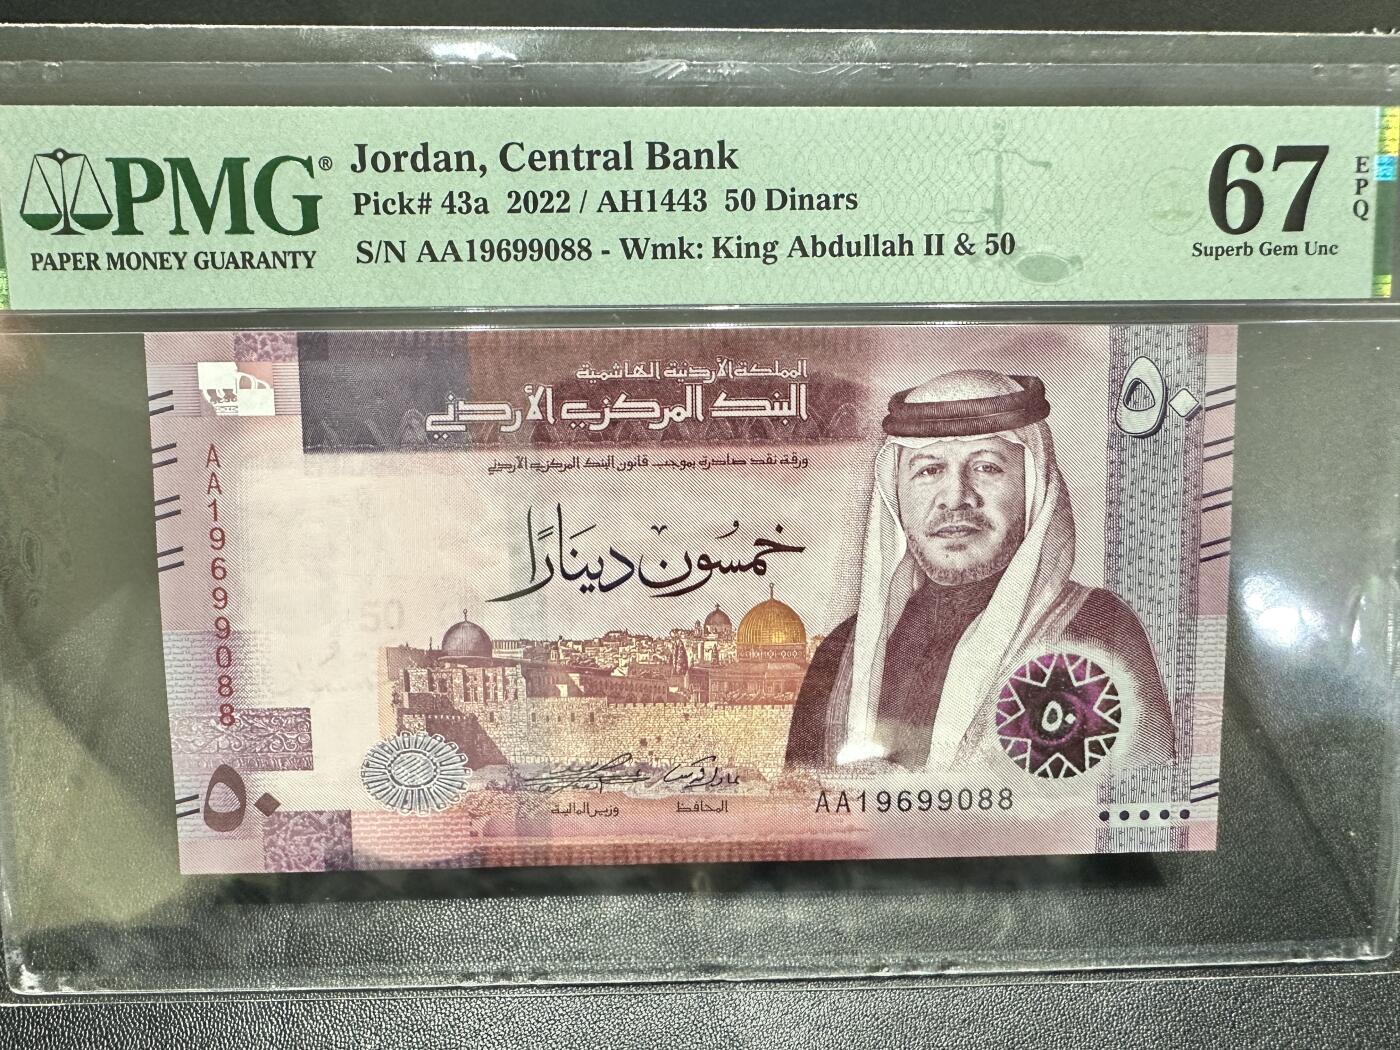 PMG®
PAPER MONEY GUARANTY
Jordan, Central Bank
Pick# 43a 2022 / AH1443 50 Dinars
S/N AA19699088 - Wmk: King Abdullah II & 50
67
EPQ
Superb Gem Unc
المملكة الأردنية الهاشمية
البنك المركزي الأردني
ورقة نقد صادرة بموجب قانون البنك المركزي الأردني
٥٠
AA19699088
خمسون دينارًا
50
٥٠
المحافظ
وزير المالية
AA19699088
٥٠